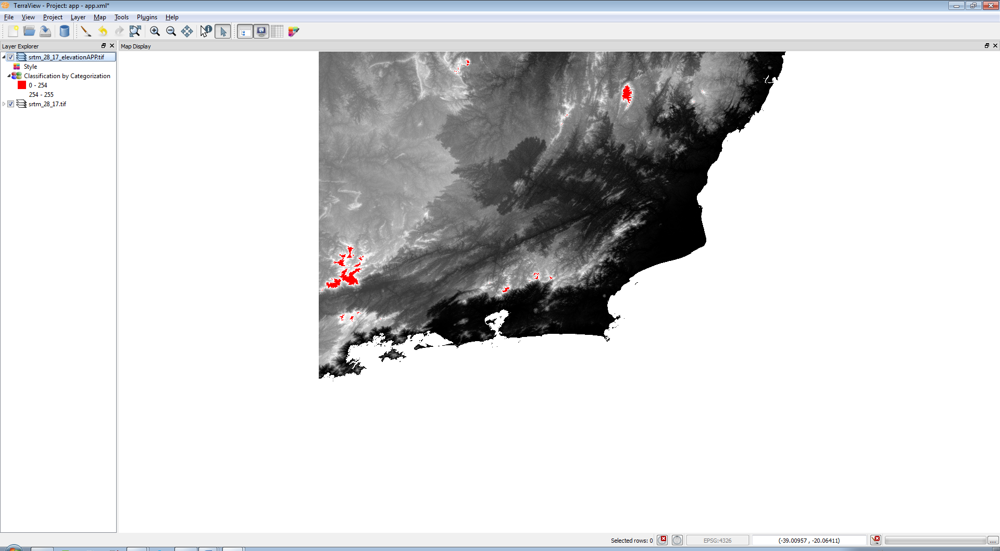 TerraView - Project: app - app.xml*
File View Project Layer Map Tools Plugins Help
Layer Explorer
Map Display
srtm_28_17_elevationAPP.tif
Style
Classification by Categorization
0 - 254
254 - 255
srtm_28_17.tif
Selected rows: 0 EPSG:4326 (-39.00957 , -20.06411) ...